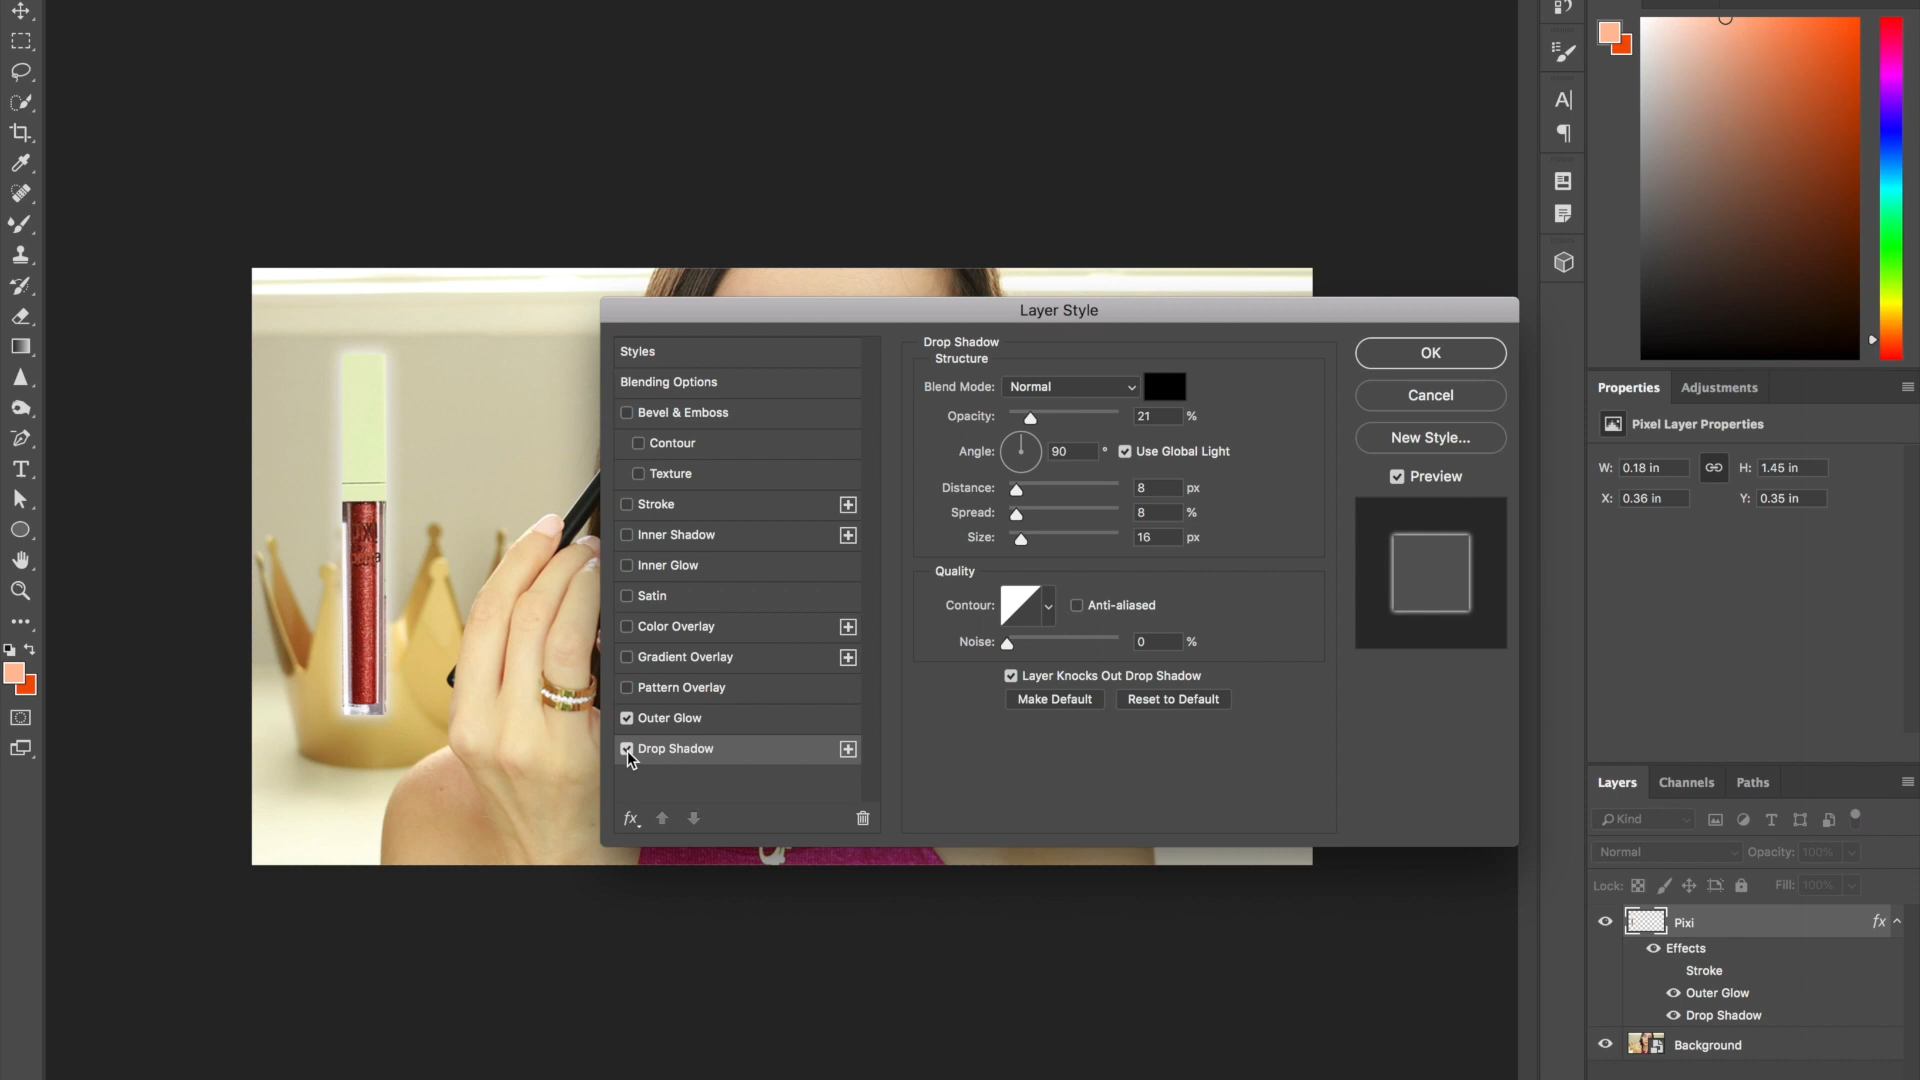 Layer Style
Styles
Blending Options
Bevel & Emboss
Contour
Texture
Stroke
Inner Shadow
Inner Glow
Satin
Color Overlay
Gradient Overlay
Pattern Overlay
Outer Glow
Drop Shadow
fx
Drop Shadow
Structure
Blend Mode: Normal
Opacity: 21 %
Angle: 90 ° Use Global Light
Distance: 8 px
Spread: 8 %
Size: 16 px
Quality
Contour: Anti-aliased
Noise: 0 %
Layer Knocks Out Drop Shadow
Make Default Reset to Default
OK
Cancel
New Style...
Preview
Properties Adjustments
Pixel Layer Properties
W: 0.18 in H: 1.45 in
X: 0.36 in Y: 0.35 in
Layers Channels Paths
Kind
Normal Opacity: 100%
Lock: Fill: 100%
Pixi fx
Effects
Stroke
Outer Glow
Drop Shadow
Background